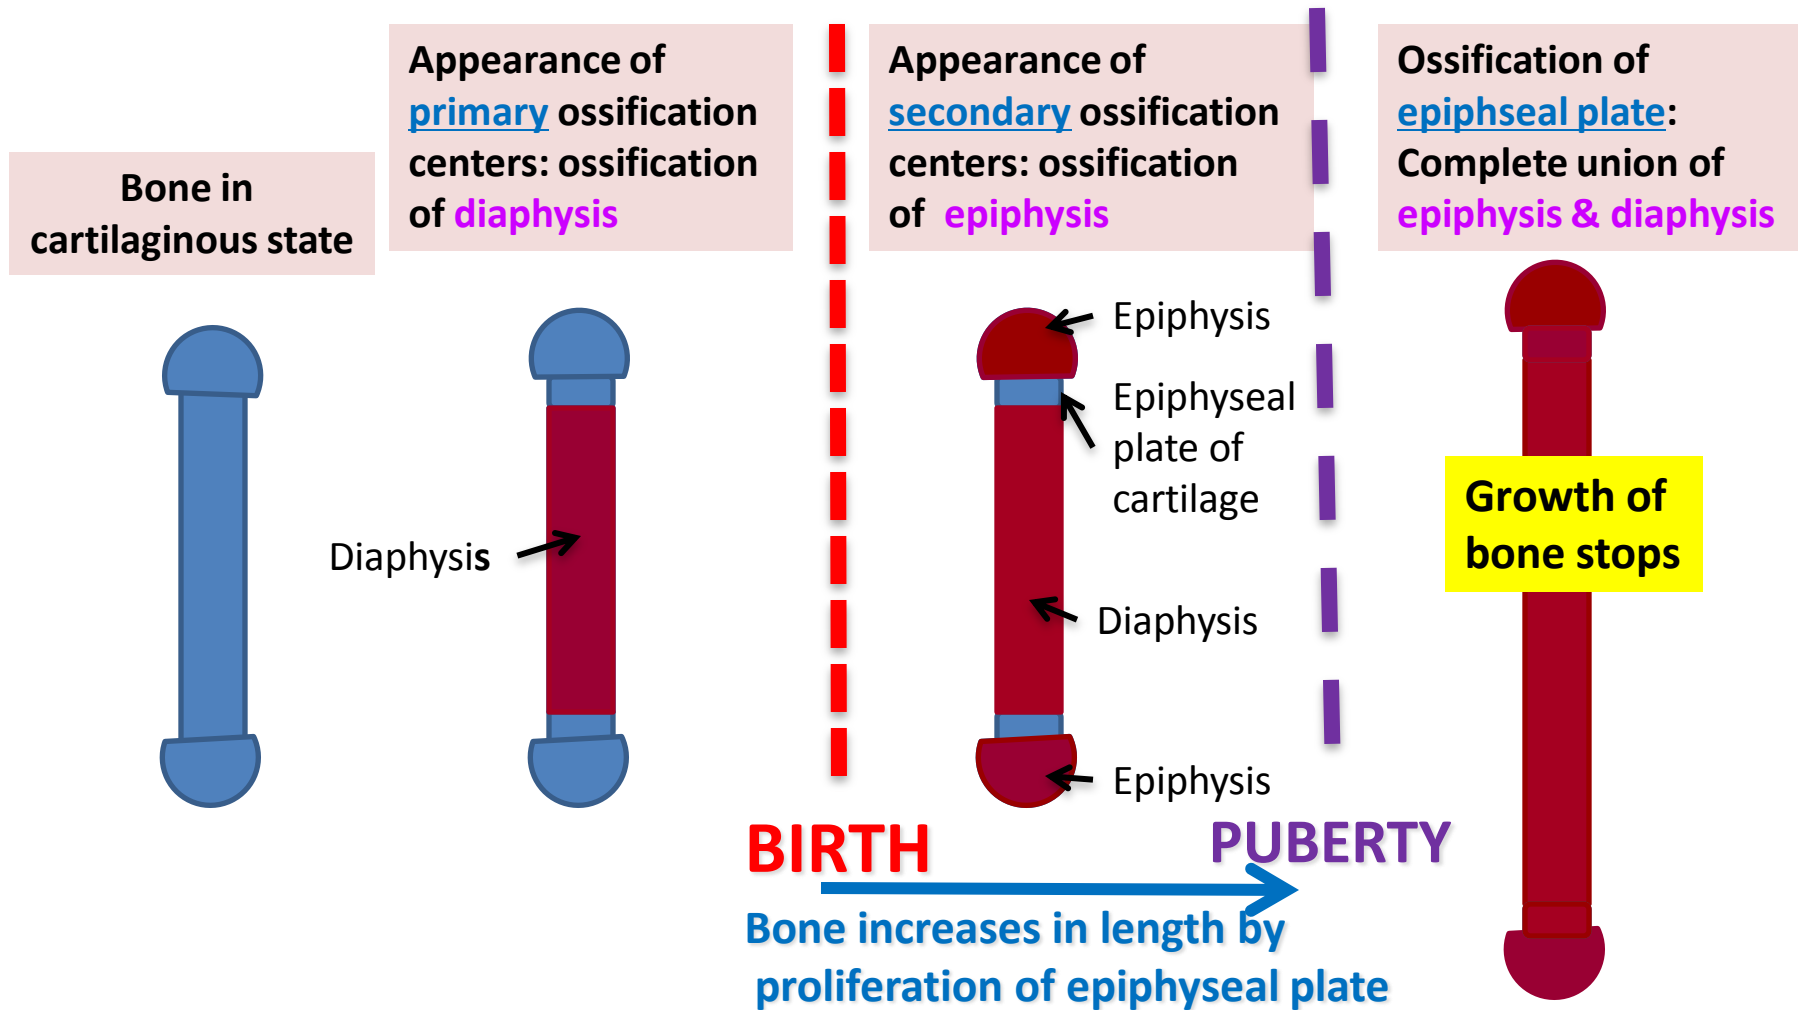 Bone in
cartilaginous state
Appearance of
primary ossification
centers: ossification
of diaphysis
Appearance of
secondary ossification
centers: ossification
of epiphysis
Ossification of
epiphseal plate:
Complete union of
epiphysis & diaphysis
Diaphysis
Epiphysis
Epiphyseal
plate of
cartilage
Diaphysis
Epiphysis
Growth of
bone stops
BIRTH
PUBERTY
Bone increases in length by
proliferation of epiphyseal plate